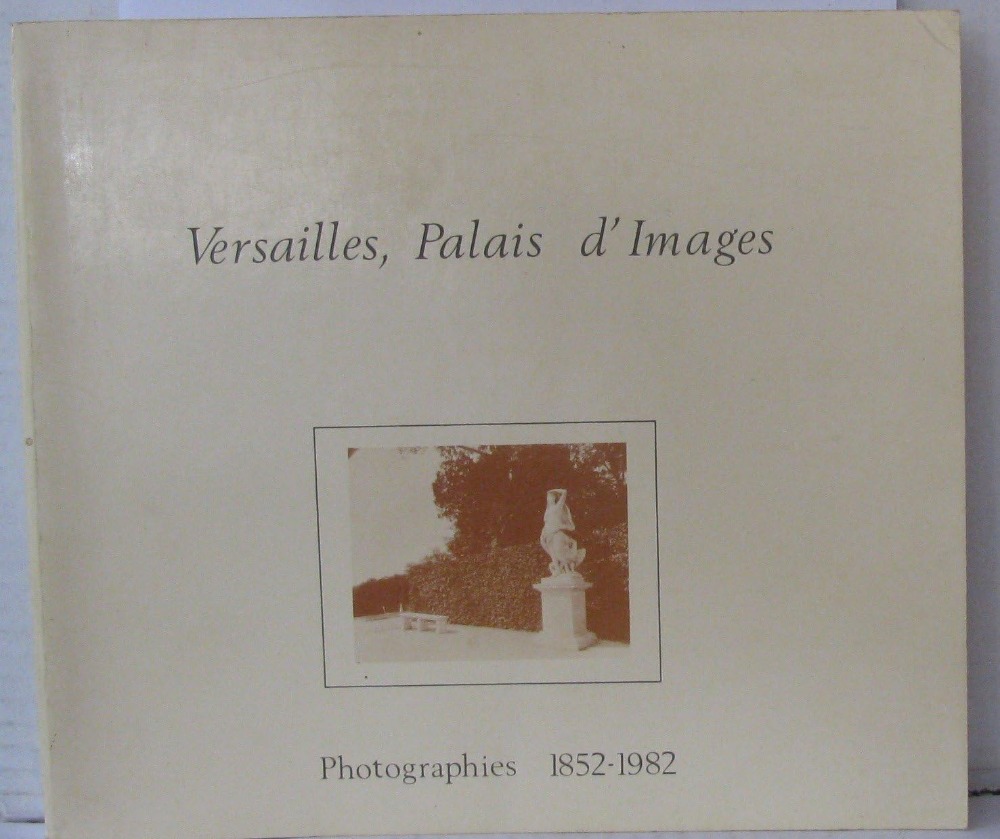 Versailles, Palais d'Images
Photographies 1852-1982